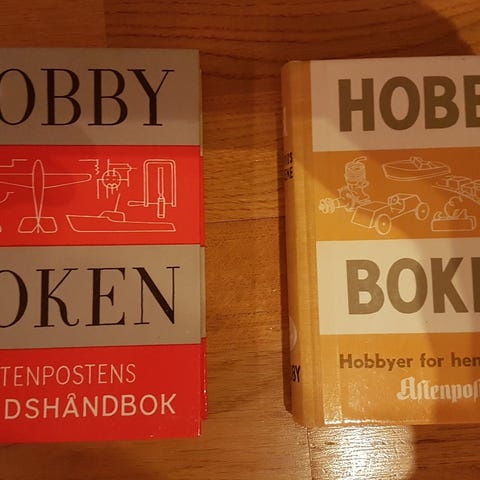 OBBY
OKEN
TENPOSTENS
DSHÅNDBOK
HOBB
BOKE
Hobbyer for hen
Aftenpos